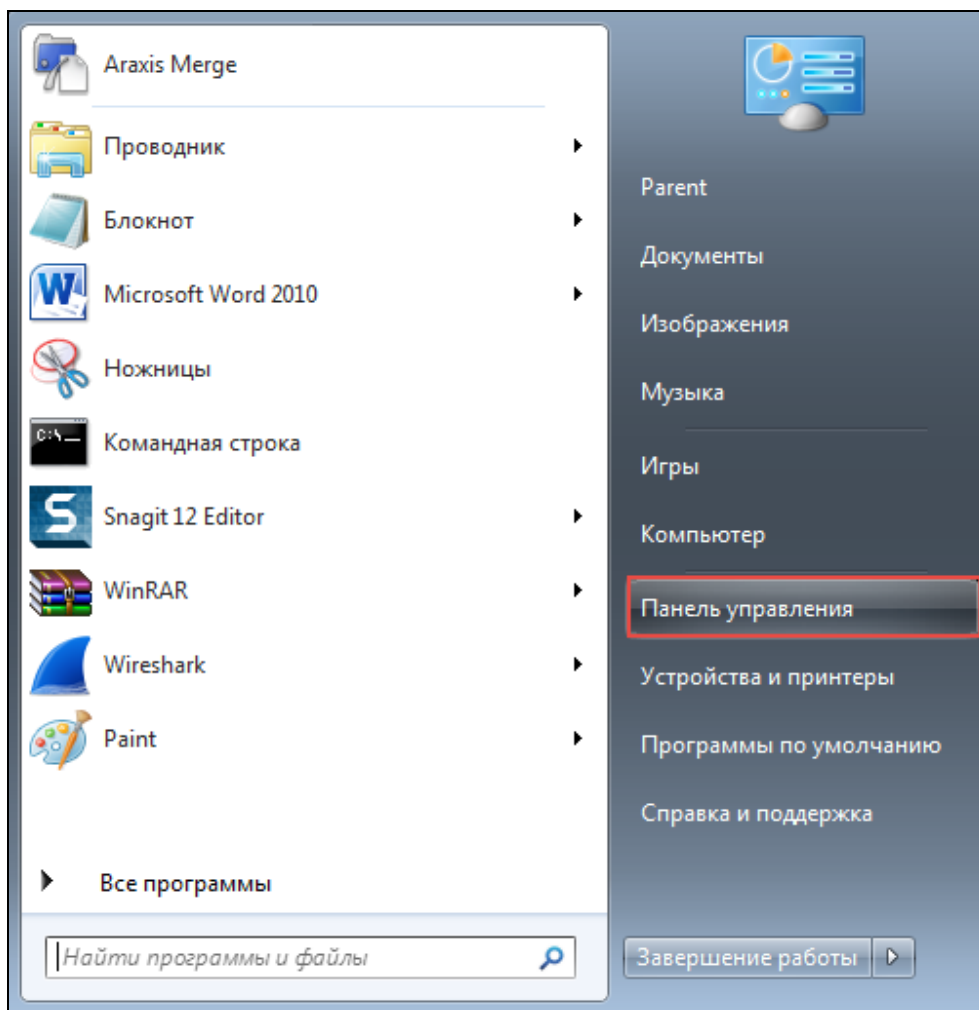 Araxis Merge
Проводник
Блокнот
Microsoft Word 2010
Ножницы
C:\
Командная строка
Snagit 12 Editor
WinRAR
Wireshark
Paint
Все программы
Найти программы и файлы
Parent
Документы
Изображения
Музыка
Игры
Компьютер
Панель управления
Устройства и принтеры
Программы по умолчанию
Справка и поддержка
Завершение работы